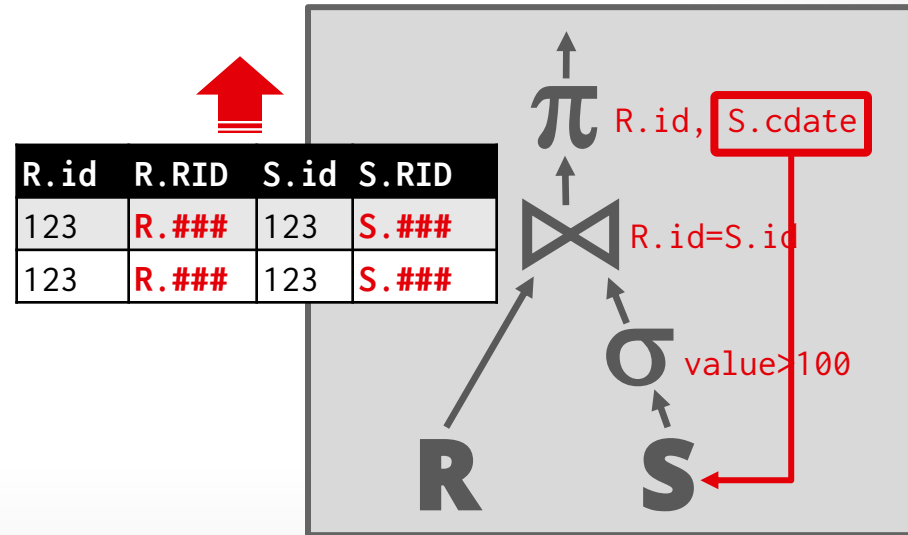 π R.id, S.cdate
R.id R.RID S.id S.RID
123 R.### 123 S.###
123 R.### 123 S.###
⋈ R.id=S.id
σ value>100
R S